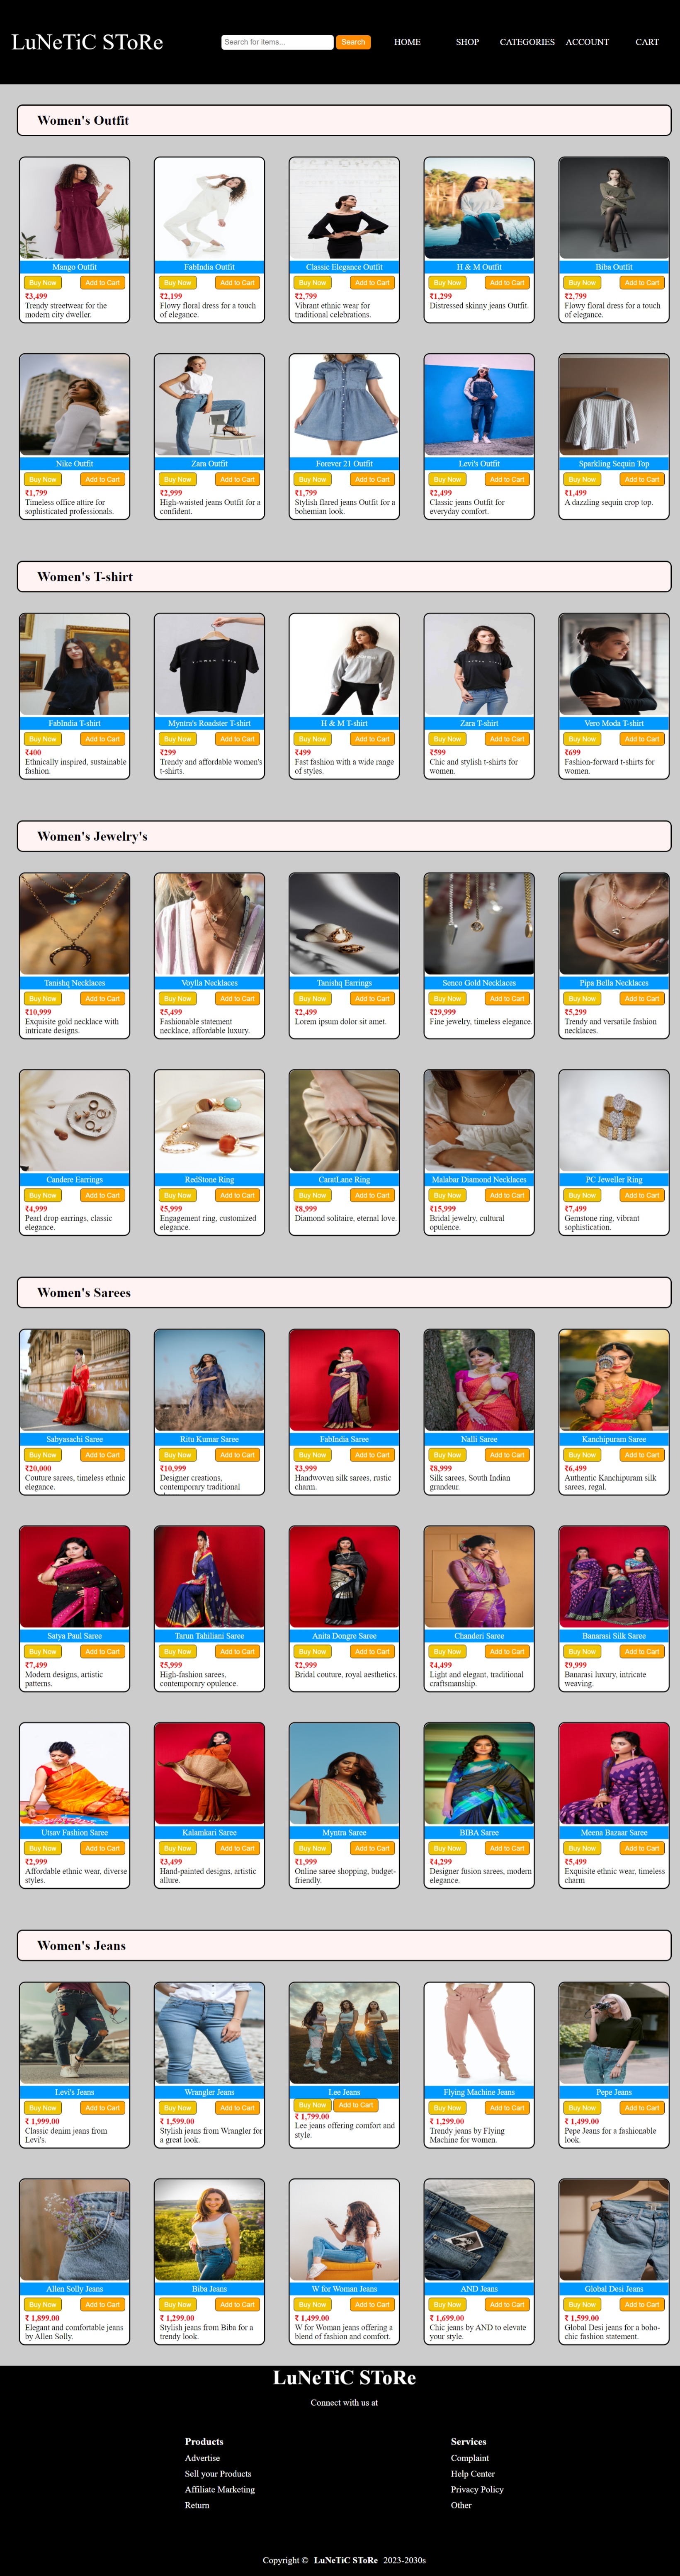 LuNeTiC SToRe
Search for items...
Search
HOME
SHOP
CATEGORIES
ACCOUNT
CART
Women's Outfit
Mango Outfit
Buy Now
Add to Cart
₹3,499
Trendy streetwear for the
modern city dweller.
FabIndia Outfit
Buy Now
Add to Cart
₹2,199
Flowy floral dress for a touch
of elegance.
Classic Elegance Outfit
Buy Now
Add to Cart
₹2,799
Vibrant ethnic wear for
traditional celebrations.
H & M Outfit
Buy Now
Add to Cart
₹1,299
Distressed skinny jeans Outfit.
Biba Outfit
Buy Now
Add to Cart
₹2,799
Flowy floral dress for a touch
of elegance.
Nike Outfit
Buy Now
Add to Cart
₹1,799
Timeless office attire for
sophisticated professionals.
Zara Outfit
Buy Now
Add to Cart
₹2,999
High-waisted jeans Outfit for a
confident.
Forever 21 Outfit
Buy Now
Add to Cart
₹1,799
Stylish flared jeans Outfit for a
bohemian look.
Levi's Outfit
Buy Now
Add to Cart
₹2,499
Classic jeans Outfit for
everyday comfort.
Sparkling Sequin Top
Buy Now
Add to Cart
₹1,499
A dazzling sequin crop top.
Women's T-shirt
FabIndia T-shirt
Buy Now
Add to Cart
₹400
Ethnically inspired, sustainable
fashion.
Myntra's Roadster T-shirt
Buy Now
Add to Cart
₹299
Trendy and affordable women's
t-shirts.
H & M T-shirt
Buy Now
Add to Cart
₹499
Fast fashion with a wide range
of styles.
Zara T-shirt
Buy Now
Add to Cart
₹599
Chic and stylish t-shirts for
women.
Vero Moda T-shirt
Buy Now
Add to Cart
₹699
Fashion-forward t-shirts for
women.
Women's Jewelry's
Tanishq Necklaces
Buy Now
Add to Cart
₹10,999
Exquisite gold necklace with
intricate designs.
Voylla Necklaces
Buy Now
Add to Cart
₹5,499
Fashionable statement
necklace, affordable luxury.
Tanishq Earrings
Buy Now
Add to Cart
₹2,499
Lorem ipsum dolor sit amet.
Senco Gold Necklaces
Buy Now
Add to Cart
₹29,999
Fine jewelry, timeless elegance.
Pipa Bella Necklaces
Buy Now
Add to Cart
₹5,299
Trendy and versatile fashion
necklaces.
Candere Earrings
Buy Now
Add to Cart
₹4,999
Pearl drop earrings, classic
elegance.
RedStone Ring
Buy Now
Add to Cart
₹5,999
Engagement ring, customized
elegance.
CaratLane Ring
Buy Now
Add to Cart
₹8,999
Diamond solitaire, eternal love.
Malabar Diamond Necklaces
Buy Now
Add to Cart
₹15,999
Bridal jewelry, cultural
opulence.
PC Jeweller Ring
Buy Now
Add to Cart
₹7,499
Gemstone ring, vibrant
sophistication.
Women's Sarees
Sabyasachi Saree
Buy Now
Add to Cart
₹20,000
Couture sarees, timeless ethnic
elegance.
Ritu Kumar Saree
Buy Now
Add to Cart
₹10,999
Designer creations,
contemporary traditional
FabIndia Saree
Buy Now
Add to Cart
₹3,999
Handwoven silk sarees, rustic
charm.
Nalli Saree
Buy Now
Add to Cart
₹8,999
Silk sarees, South Indian
grandeur.
Kanchipuram Saree
Buy Now
Add to Cart
₹6,499
Authentic Kanchipuram silk
sarees, regal.
Satya Paul Saree
Buy Now
Add to Cart
₹7,499
Modern designs, artistic
patterns.
Tarun Tahiliani Saree
Buy Now
Add to Cart
₹5,999
High-fashion sarees,
contemporary opulence.
Anita Dongre Saree
Buy Now
Add to Cart
₹2,999
Bridal couture, royal aesthetics.
Chanderi Saree
Buy Now
Add to Cart
₹4,499
Light and elegant, traditional
craftsmanship.
Banarasi Silk Saree
Buy Now
Add to Cart
₹9,999
Banarasi luxury, intricate
weaving.
Utsav Fashion Saree
Buy Now
Add to Cart
₹2,999
Affordable ethnic wear, diverse
styles.
Kalamkari Saree
Buy Now
Add to Cart
₹3,499
Hand-painted designs, artistic
allure.
Myntra Saree
Buy Now
Add to Cart
₹1,999
Online saree shopping, budget-
friendly.
BIBA Saree
Buy Now
Add to Cart
₹4,299
Designer fusion sarees, modern
elegance.
Meena Bazaar Saree
Buy Now
Add to Cart
₹5,499
Exquisite ethnic wear, timeless
charm
Women's Jeans
Levi's Jeans
Buy Now
Add to Cart
₹ 1,999.00
Classic denim jeans from
Levi's.
Wrangler Jeans
Buy Now
Add to Cart
₹ 1,599.00
Stylish jeans from Wrangler for
a great look.
Lee Jeans
Buy Now
Add to Cart
₹ 1,799.00
Lee jeans offering comfort and
style.
Flying Machine Jeans
Buy Now
Add to Cart
₹ 1,299.00
Trendy jeans by Flying
Machine for women.
Pepe Jeans
Buy Now
Add to Cart
₹ 1,499.00
Pepe Jeans for a fashionable
look.
Allen Solly Jeans
Buy Now
Add to Cart
₹ 1,899.00
Elegant and comfortable jeans
by Allen Solly.
Biba Jeans
Buy Now
Add to Cart
₹ 1,299.00
Stylish jeans from Biba for a
trendy look.
W for Woman Jeans
Buy Now
Add to Cart
₹ 1,499.00
W for Woman jeans offering a
blend of fashion and comfort.
AND Jeans
Buy Now
Add to Cart
₹ 1,699.00
Chic jeans by AND to elevate
your style.
Global Desi Jeans
Buy Now
Add to Cart
₹ 1,599.00
Global Desi jeans for a boho-
chic fashion statement.
LuNeTiC SToRe
Connect with us at
Products
Advertise
Sell your Products
Affiliate Marketing
Return
Services
Complaint
Help Center
Privacy Policy
Other
Copyright © LuNeTiC SToRe 2023-2030s